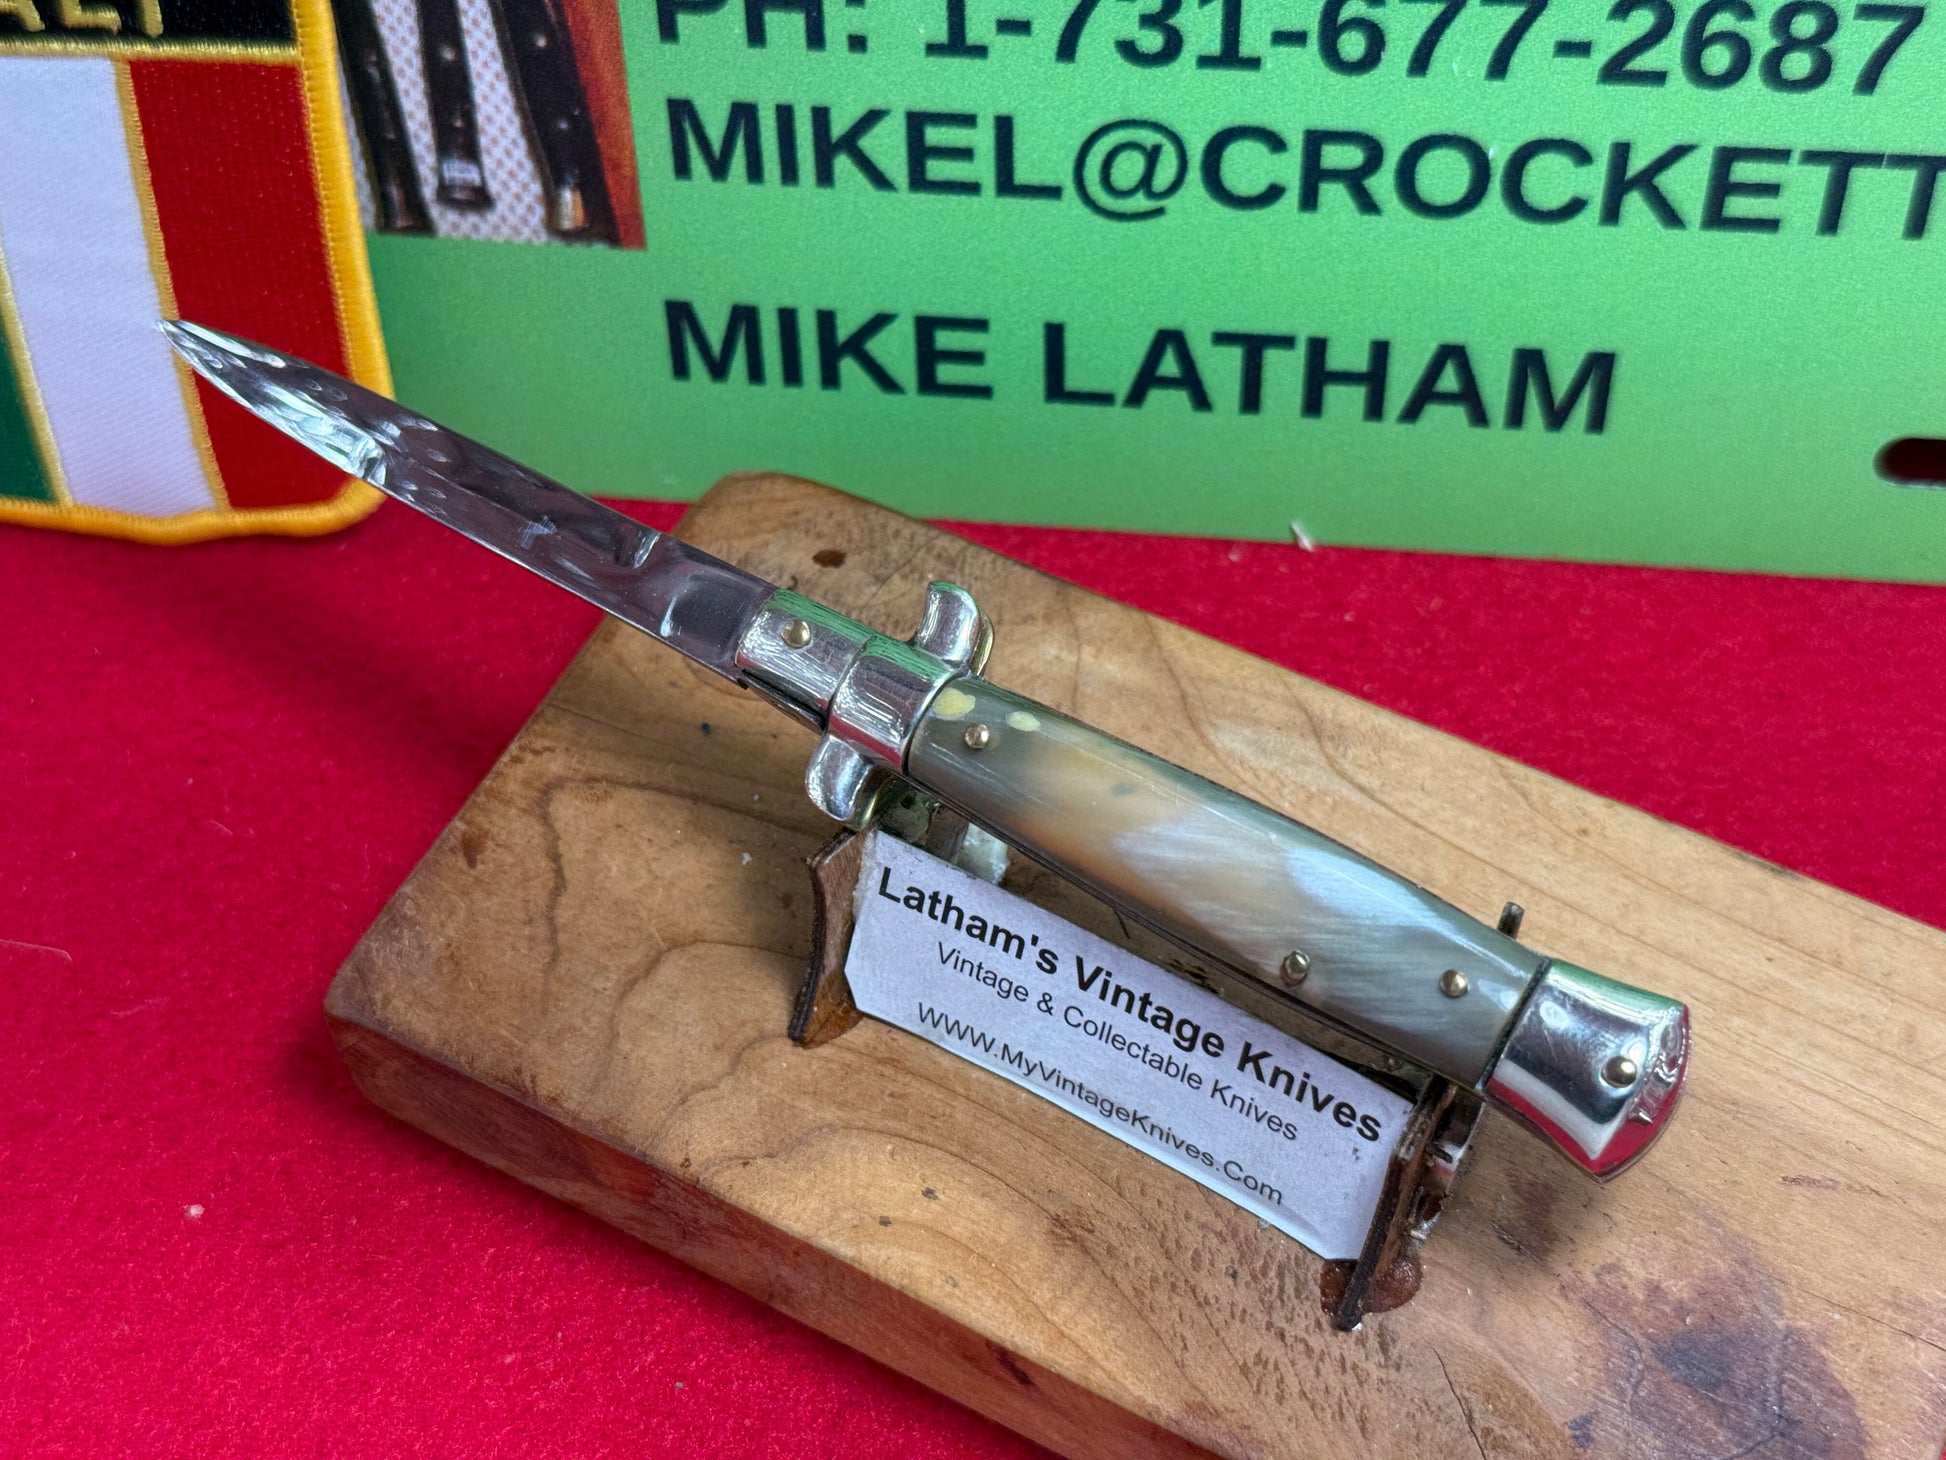 PH: 1-731-677-2687
MIKEL@CROCKETT
MIKE LATHAM
Latham's Vintage Knives
Vintage & Collectable Knives
WWW.MyVintageKnives.Com